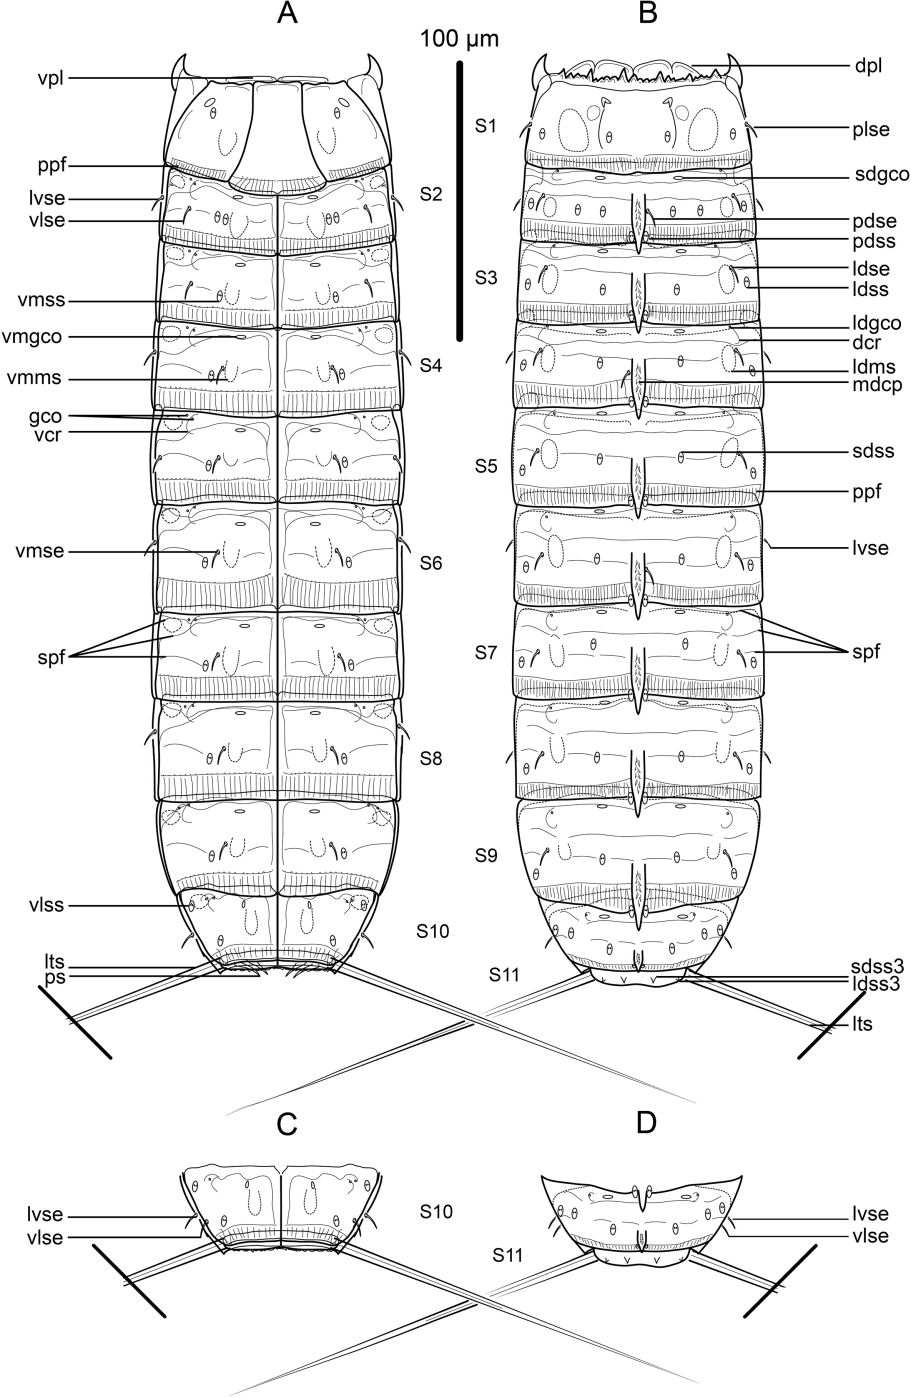 A
B
100 µm
vpl
dpl
S1
plse
ppf
sdgco
lvse
S2
vlse
pdse
pdss
ldse
S3
ldss
vmss
ldgco
vmgco
dcr
S4
ldms
vmms
mdcp
gco
vcr
sdss
S5
ppf
vmse
lvse
S6
spf
S7
spf
S8
S9
vlss
S10
lts
S11
sdss3
ps
ldss3
lts
C
D
lvse
S10
lvse
vlse
vlse
S11